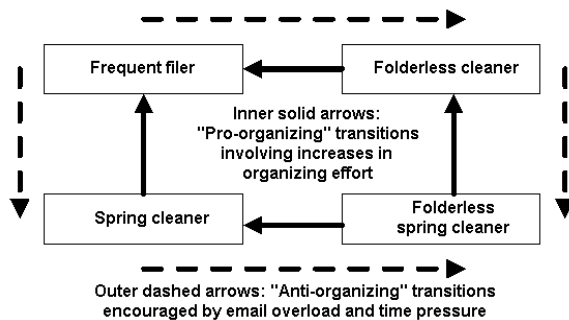 Frequent filer
Folderless cleaner
Inner solid arrows:
"Pro-organizing" transitions
involving increases in
organizing effort
Spring cleaner
Folderless
spring cleaner
Outer dashed arrows: "Anti-organizing" transitions
encouraged by email overload and time pressure